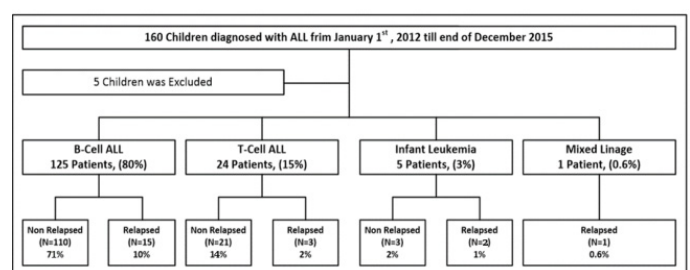 160 Children diagnosed with ALL frim January 1st , 2012 till end of December 2015
5 Children was Excluded
B-Cell ALL
125 Patients, (80%)
T-Cell ALL
24 Patients, (15%)
Infant Leukemia
5 Patients, (3%)
Mixed Linage
1 Patient, (0.6%)
Non Relapsed
(N=110)
71%
Relapsed
(N=15)
10%
Non Relapsed
(N=21)
14%
Relapsed
(N=3)
2%
Non Relapsed
(N=3)
2%
Relapsed
(N=2)
1%
Relapsed
(N=1)
0.6%